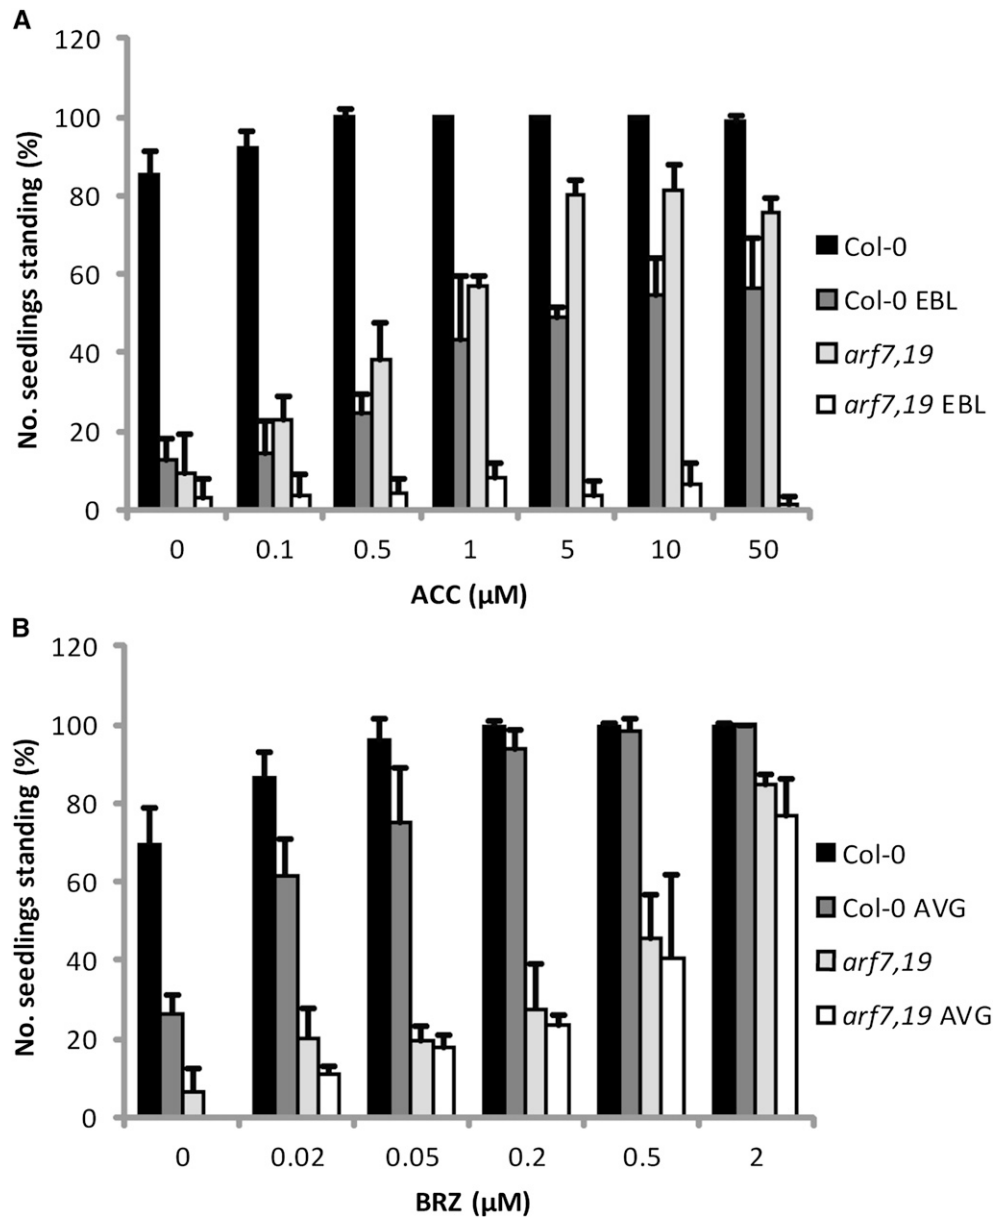 A
No. seedlings standing (%)
120
100
80
60
40
20
0
0 0.1 0.5 1 5 10 50
ACC (µM)
Col-0
Col-0 EBL
arf7,19
arf7,19 EBL
B
No. seedlings standing (%)
120
100
80
60
40
20
0
0 0.02 0.05 0.2 0.5 2
BRZ (µM)
Col-0
Col-0 AVG
arf7,19
arf7,19 AVG